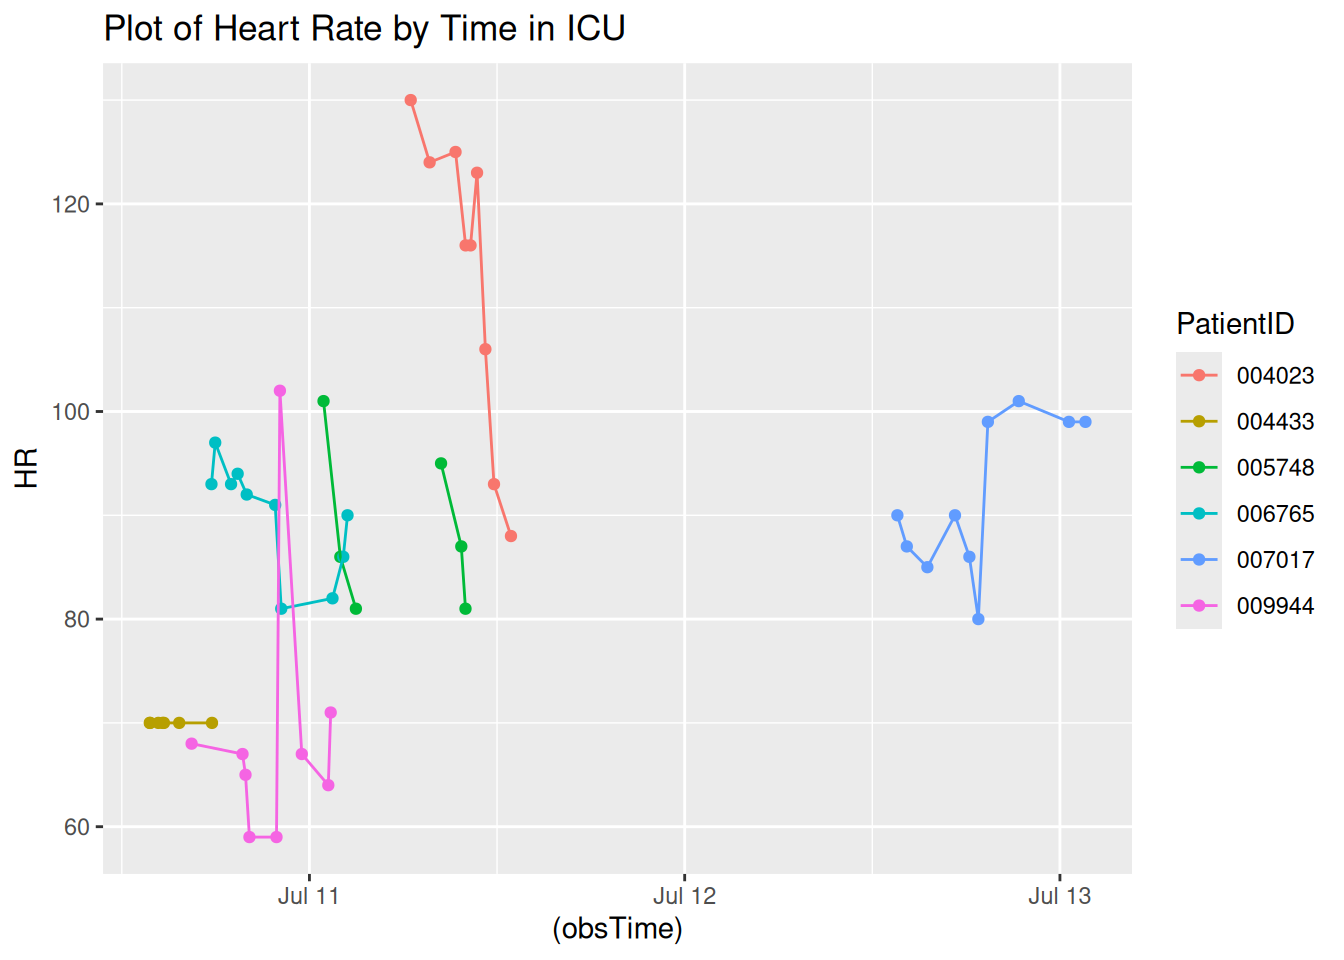 Plot of Heart Rate by Time in ICU
HR
120
100
80
60
Jul 11
Jul 12
Jul 13
(obsTime)
PatientID
004023
004433
005748
006765
007017
009944